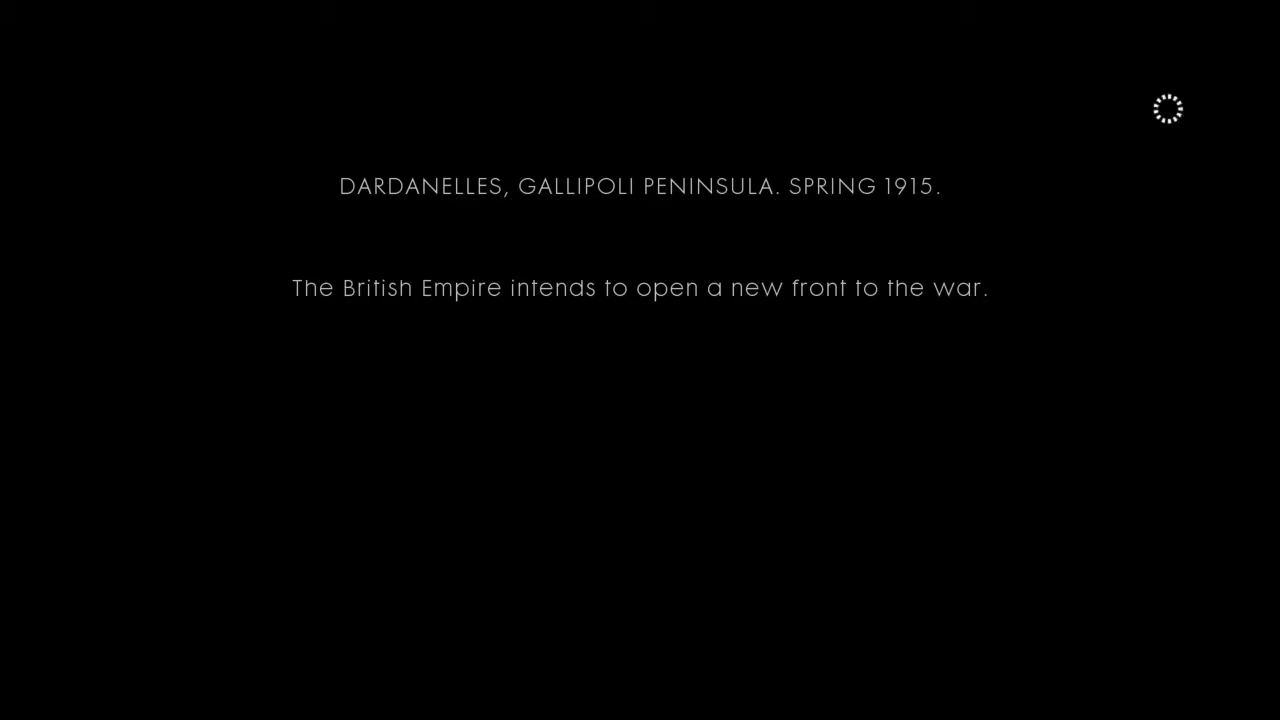 DARDANELLES, GALLIPOLI PENINSULA. SPRING 1915.
The British Empire intends to open a new front to the war.